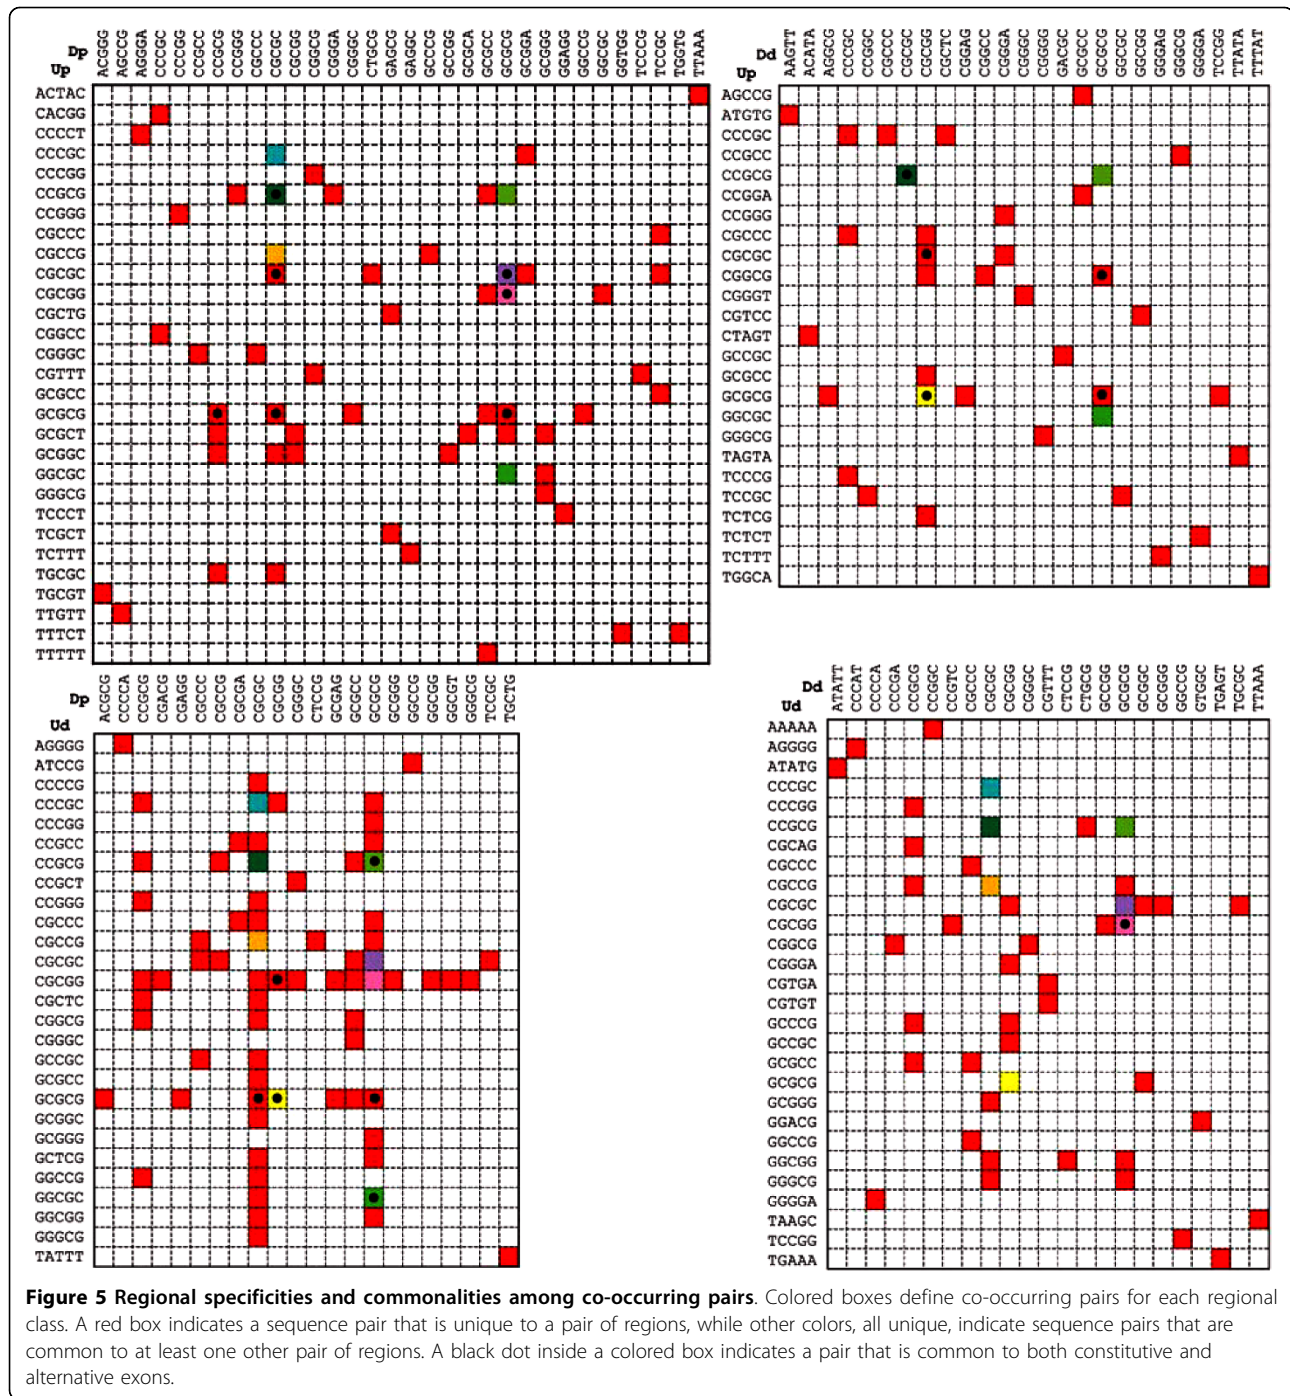 Dp
Up
ACGGG AGCCG AGGGA CCCGC CCCGG CCGCC CCGCG CCGGG CGCCC CGCGC CGCGG CGGCG CGGGA CGGGC CTGCG GAGCG GAGGC GCCCG GCCGG GCGCA GCGCC GCGCG GCGGA GCGGG GGAGG GGCCG GGCGC GGTGG TCCCG TCCGC TGGTG TTAAA
ACTAC
CACGG
CCCCT
CCCGC
CCCGG
CCGCG
CCGGG
CGCCC
CGCCG
CGCGC
CGCGG
CGCTG
CGGCC
CGGGC
CGTTT
GCGCC
GCGCG
GCGCT
GCGGC
GGCGC
GGGCG
TCCCT
TCGCT
TCTTT
TGCGC
TGCGT
TTGTT
TTTCT
TTTTT
Dd
Up
AAGTT ACATA AGGCG CCCGC CCGGC CGCCG CGCGC CGCGG CGCTC CGGAG CGGCC CGGGA CGGGC CGGGG GACGC GCGCC GCGCG GGCGC GGCGG GGGAG GGGCG GGGGA TCCGG TTATA TTTAT
AGCCG
ATGTG
CCCGC
CCGCC
CCGCG
CCGGA
CCGGG
CGCCC
CGCGC
CGGCG
CGGGT
CGTCC
CTAGT
GCCGC
GCGCC
GCGCG
GGCGC
GGGCG
TAGTA
TCCCG
TCCGC
TCTCG
TCTCT
TCTTT
TGGCA
Dp
Ud
ACGCG CCCCA CCGCG CGACG CGAGG CGCCC CGCCG CGCGA CGCGC CGCGG CGGGC CTCCG GCGAG GCGCC GCGCG GCGGG GGCCG GGCGG GGCGT GGGCG TCCGC TGCTG
AGGGG
ATCCG
CCCCG
CCCGC
CCCGG
CCGCC
CCGCG
CCGCT
CCGGG
CGCCC
CGCCG
CGCGC
CGCGG
CGCTC
CGGCG
CGGGC
GCCGC
GCGCC
GCGCG
GCGGC
GCGGG
GCTCG
GGCCG
GGCGC
GGCGG
GGGCG
TATTT
Dd
Ud
ATATT CCCAT CCCCA CCCGA CCGCG CCGGC CCGTC CGCCC CGCGC CGCGG CGGGC CGTTT CTCCG CTGCG GCCGG GCGCG GCGGC GCGGG GGCCG GTGGC TGAGT TGCGC TTAAA
AAAAA
AGGGG
ATATG
CCCGC
CCCGG
CCGCG
CGCAG
CGCCC
CGCCG
CGCGC
CGCGG
CGGCG
CGGGA
CGTGA
CGTGT
GCCCG
GCCGC
GCGCC
GCGCG
GCGGG
GGACG
GGCCG
GGCGG
GGGCG
GGGGA
TAAGC
TCCGG
TGAAA
Figure 5 Regional specificities and commonalities among co-occurring pairs. Colored boxes define co-occurring pairs for each regional
class. A red box indicates a sequence pair that is unique to a pair of regions, while other colors, all unique, indicate sequence pairs that are
common to at least one other pair of regions. A black dot inside a colored box indicates a pair that is common to both constitutive and
alternative exons.